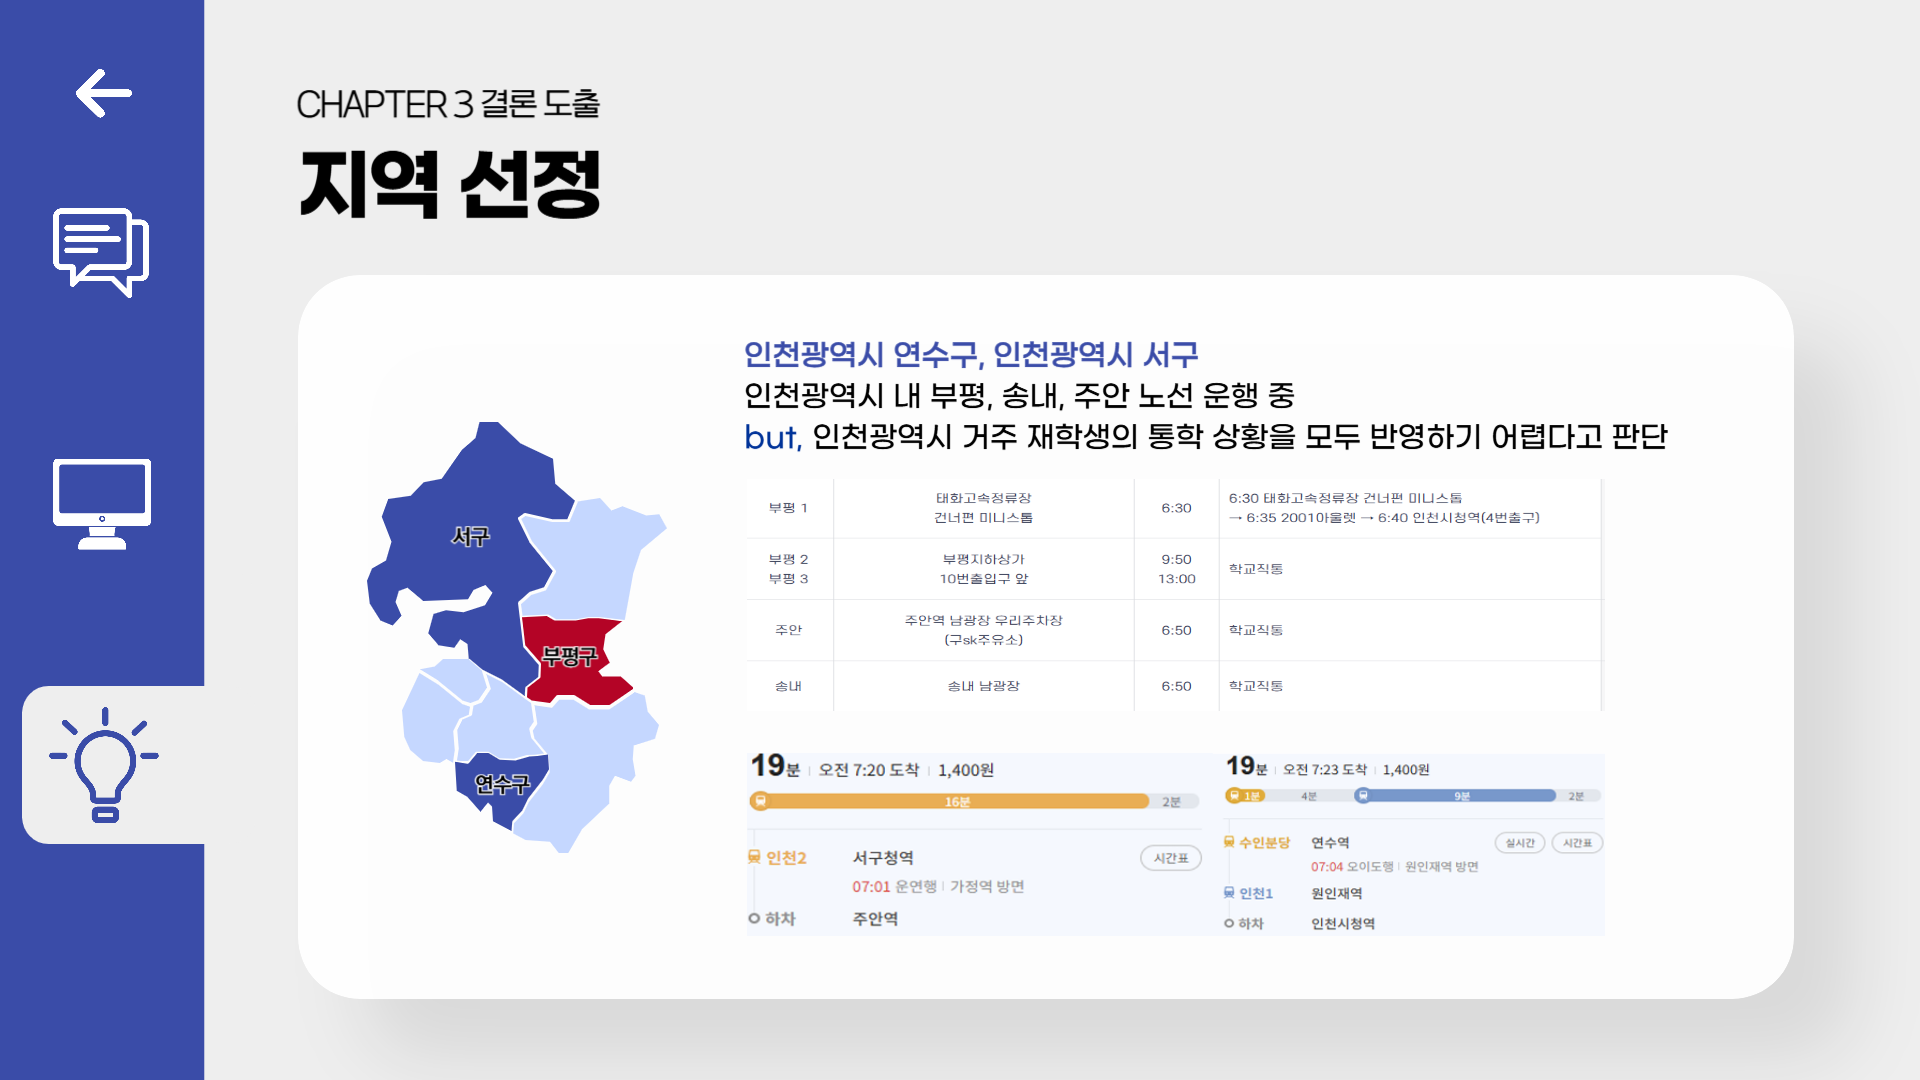 CHAPTER 3 결론 도출
지역 선정
인천광역시 연수구, 인천광역시 서구
인천광역시 내 부평, 송내, 주안 노선 운행 중
but, 인천광역시 거주 재학생의 통학 상황을 모두 반영하기 어렵다고 판단
서구
부평구
연수구
부평 1
태화고속정류장
건너편 미니스톱
6:30
6:30 태화고속정류장 건너편 미니스톱
→ 6:35 2001아울렛 → 6:40 인천시청역(4번출구)
부평 2
부평 3
부평지하상가
10번출입구 앞
9:50
13:00
학교직통
주안
주안역 남광장 우리주차장
(구sk주유소)
6:50
학교직통
송내
송내 남광장
6:50
학교직통
19분 오전 7:20 도착 1,400원
16분 2분
인천2 서구청역 시간표
07:01 운연행 가정역 방면
하차 주안역
19분 오전 7:23 도착 1,400원
1분 4분 9분 2분
수인분당 연수역 실시간 시간표
07:04 오이도행 원인재역 방면
인천1 원인재역
하차 인천시청역